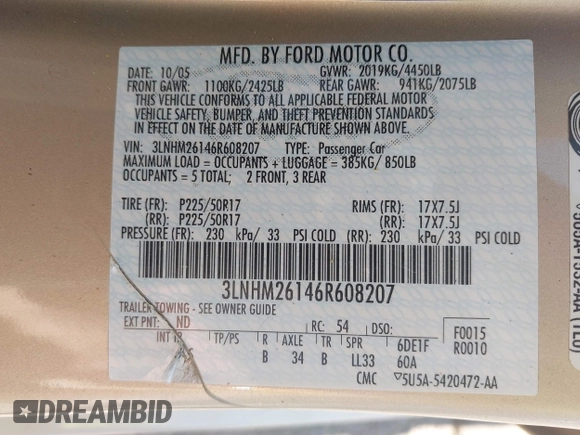 MFD. BY FORD MOTOR CO.
DATE: 10/05 GVWR: 2019KG/4450LB
FRONT GAWR: 1100KG/2425LB REAR GAWR: 941KG/2075LB
THIS VEHICLE CONFORMS TO ALL APPLICABLE FEDERAL MOTOR
VEHICLE SAFETY, BUMPER, AND THEFT PREVENTION STANDARDS
IN EFFECT ON THE DATE OF MANUFACTURE SHOWN ABOVE.
VIN: 3LNHM26146R608207 TYPE: Passenger Car
MAXIMUM LOAD = OCCUPANTS + LUGGAGE = 385KG/850LB
OCCUPANTS = 5 TOTAL; 2 FRONT, 3 REAR
TIRE (FR): P225/50R17 RIMS (FR): 17X7.5J
(RR): P225/50R17 (RR): 17X7.5J
PRESSURE (FR): 230 kPa/33 PSI COLD (RR): 230 kPa/33 PSI COLD
3LNHM26146R608207
TRAILER TOWING - SEE OWNER GUIDE
EXT PNT: ND RC: 54 DSO: F0015
R0010
INT TP/PS R AXLE TR SPR 6DE1F
B 34 B LL33 60A
CMC ▽5U5A-5420472-AA
DREAMBID